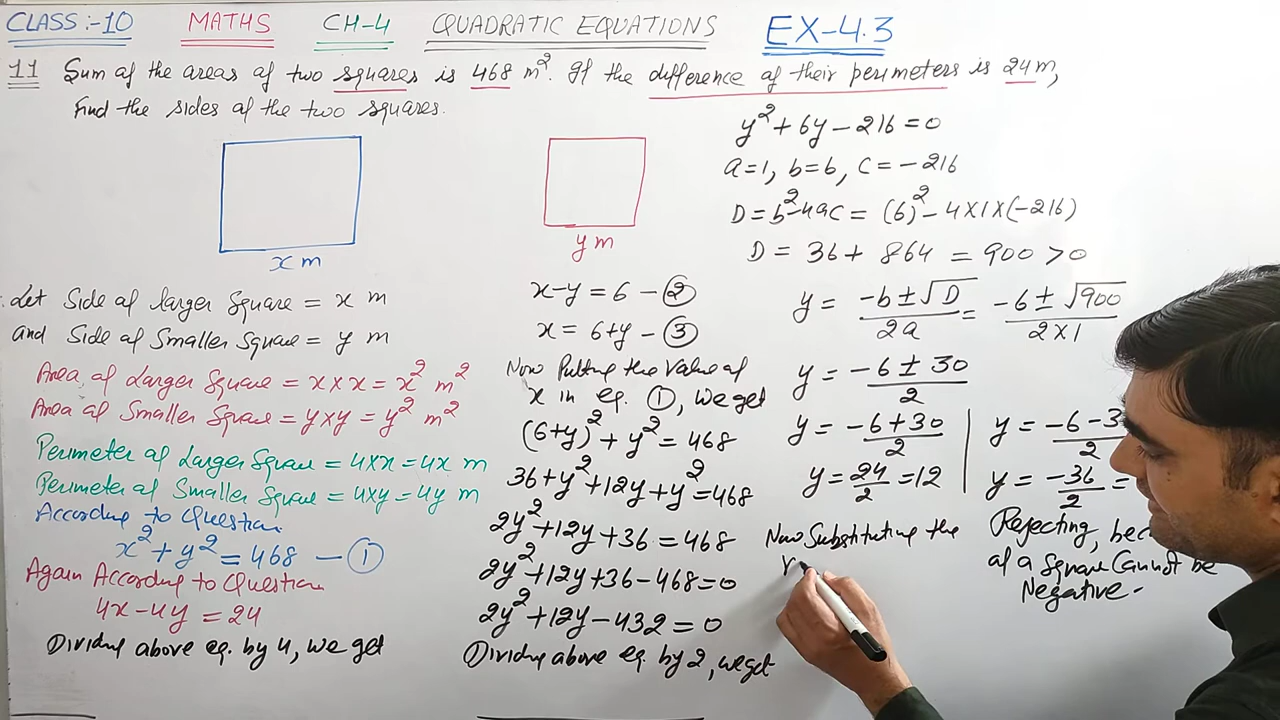 CLASS:-10 MATHS CH-4 QUADRATIC EQUATIONS EX-4.3
11 Sum of the areas of two squares is 468 m². If the difference of their perimeters is 24m,
find the sides of the two squares.
x m
y m
Let Side of larger Square = x m
and Side of Smaller Square = y m
Area of Larger Square = x×x = x² m²
Area of Smaller Square = y×y = y² m²
Perimeter of Larger Square = 4×x = 4x m
Perimeter of Smaller Square = 4×y = 4y m
According to Question
x² + y² = 468 — ①
Again According to Question
4x - 4y = 24
Dividing above eq. by 4, we get
x-y = 6 - ②
x = 6+y - ③
Now Putting the Value of
x in eq. ①, we get
(6+y)² + y² = 468
36+y²+12y+y²=468
2y²+12y+36=468
2y²+12y+36-468=0
2y²+12y-432=0
Dividing above eq. by 2, we get
y²+6y-216=0
a=1, b=6, c=-216
D=b²-4ac = (6)²-4×1×(-216)
D = 36+ 864 = 900 >0
y = -b±√D/2a = -6±√900/2×1
y = -6±30/2
y = -6+30/2
y = 24/2 = 12
y = -6-3
2
y = -36/2 =
Rejecting,
of a Square Cannot be
Negative-
Now Substituting the